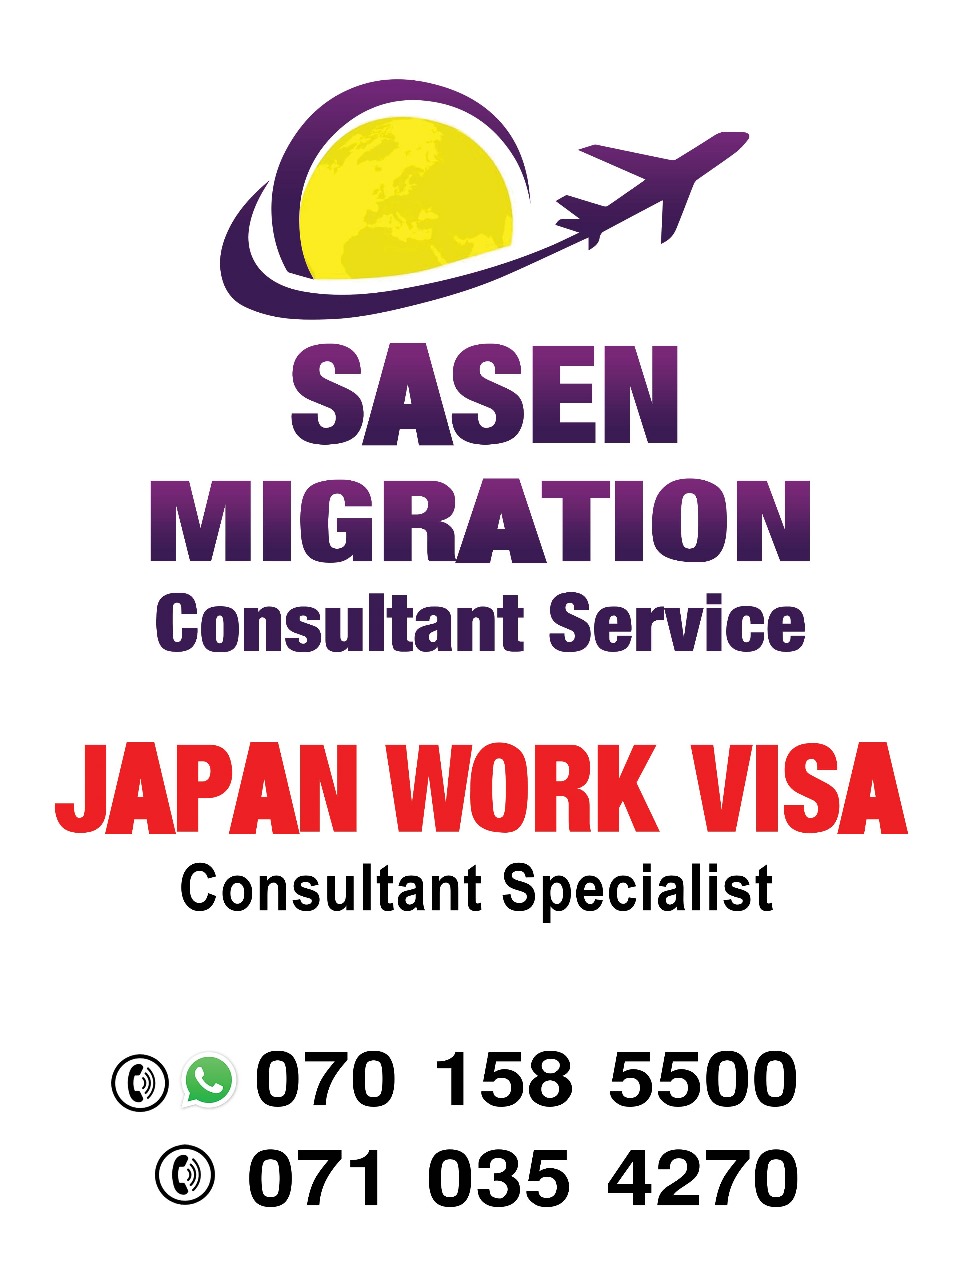 SASEN
MIGRATION
Consultant Service
JAPAN WORK VISA
Consultant Specialist
070 158 5500
071 035 4270